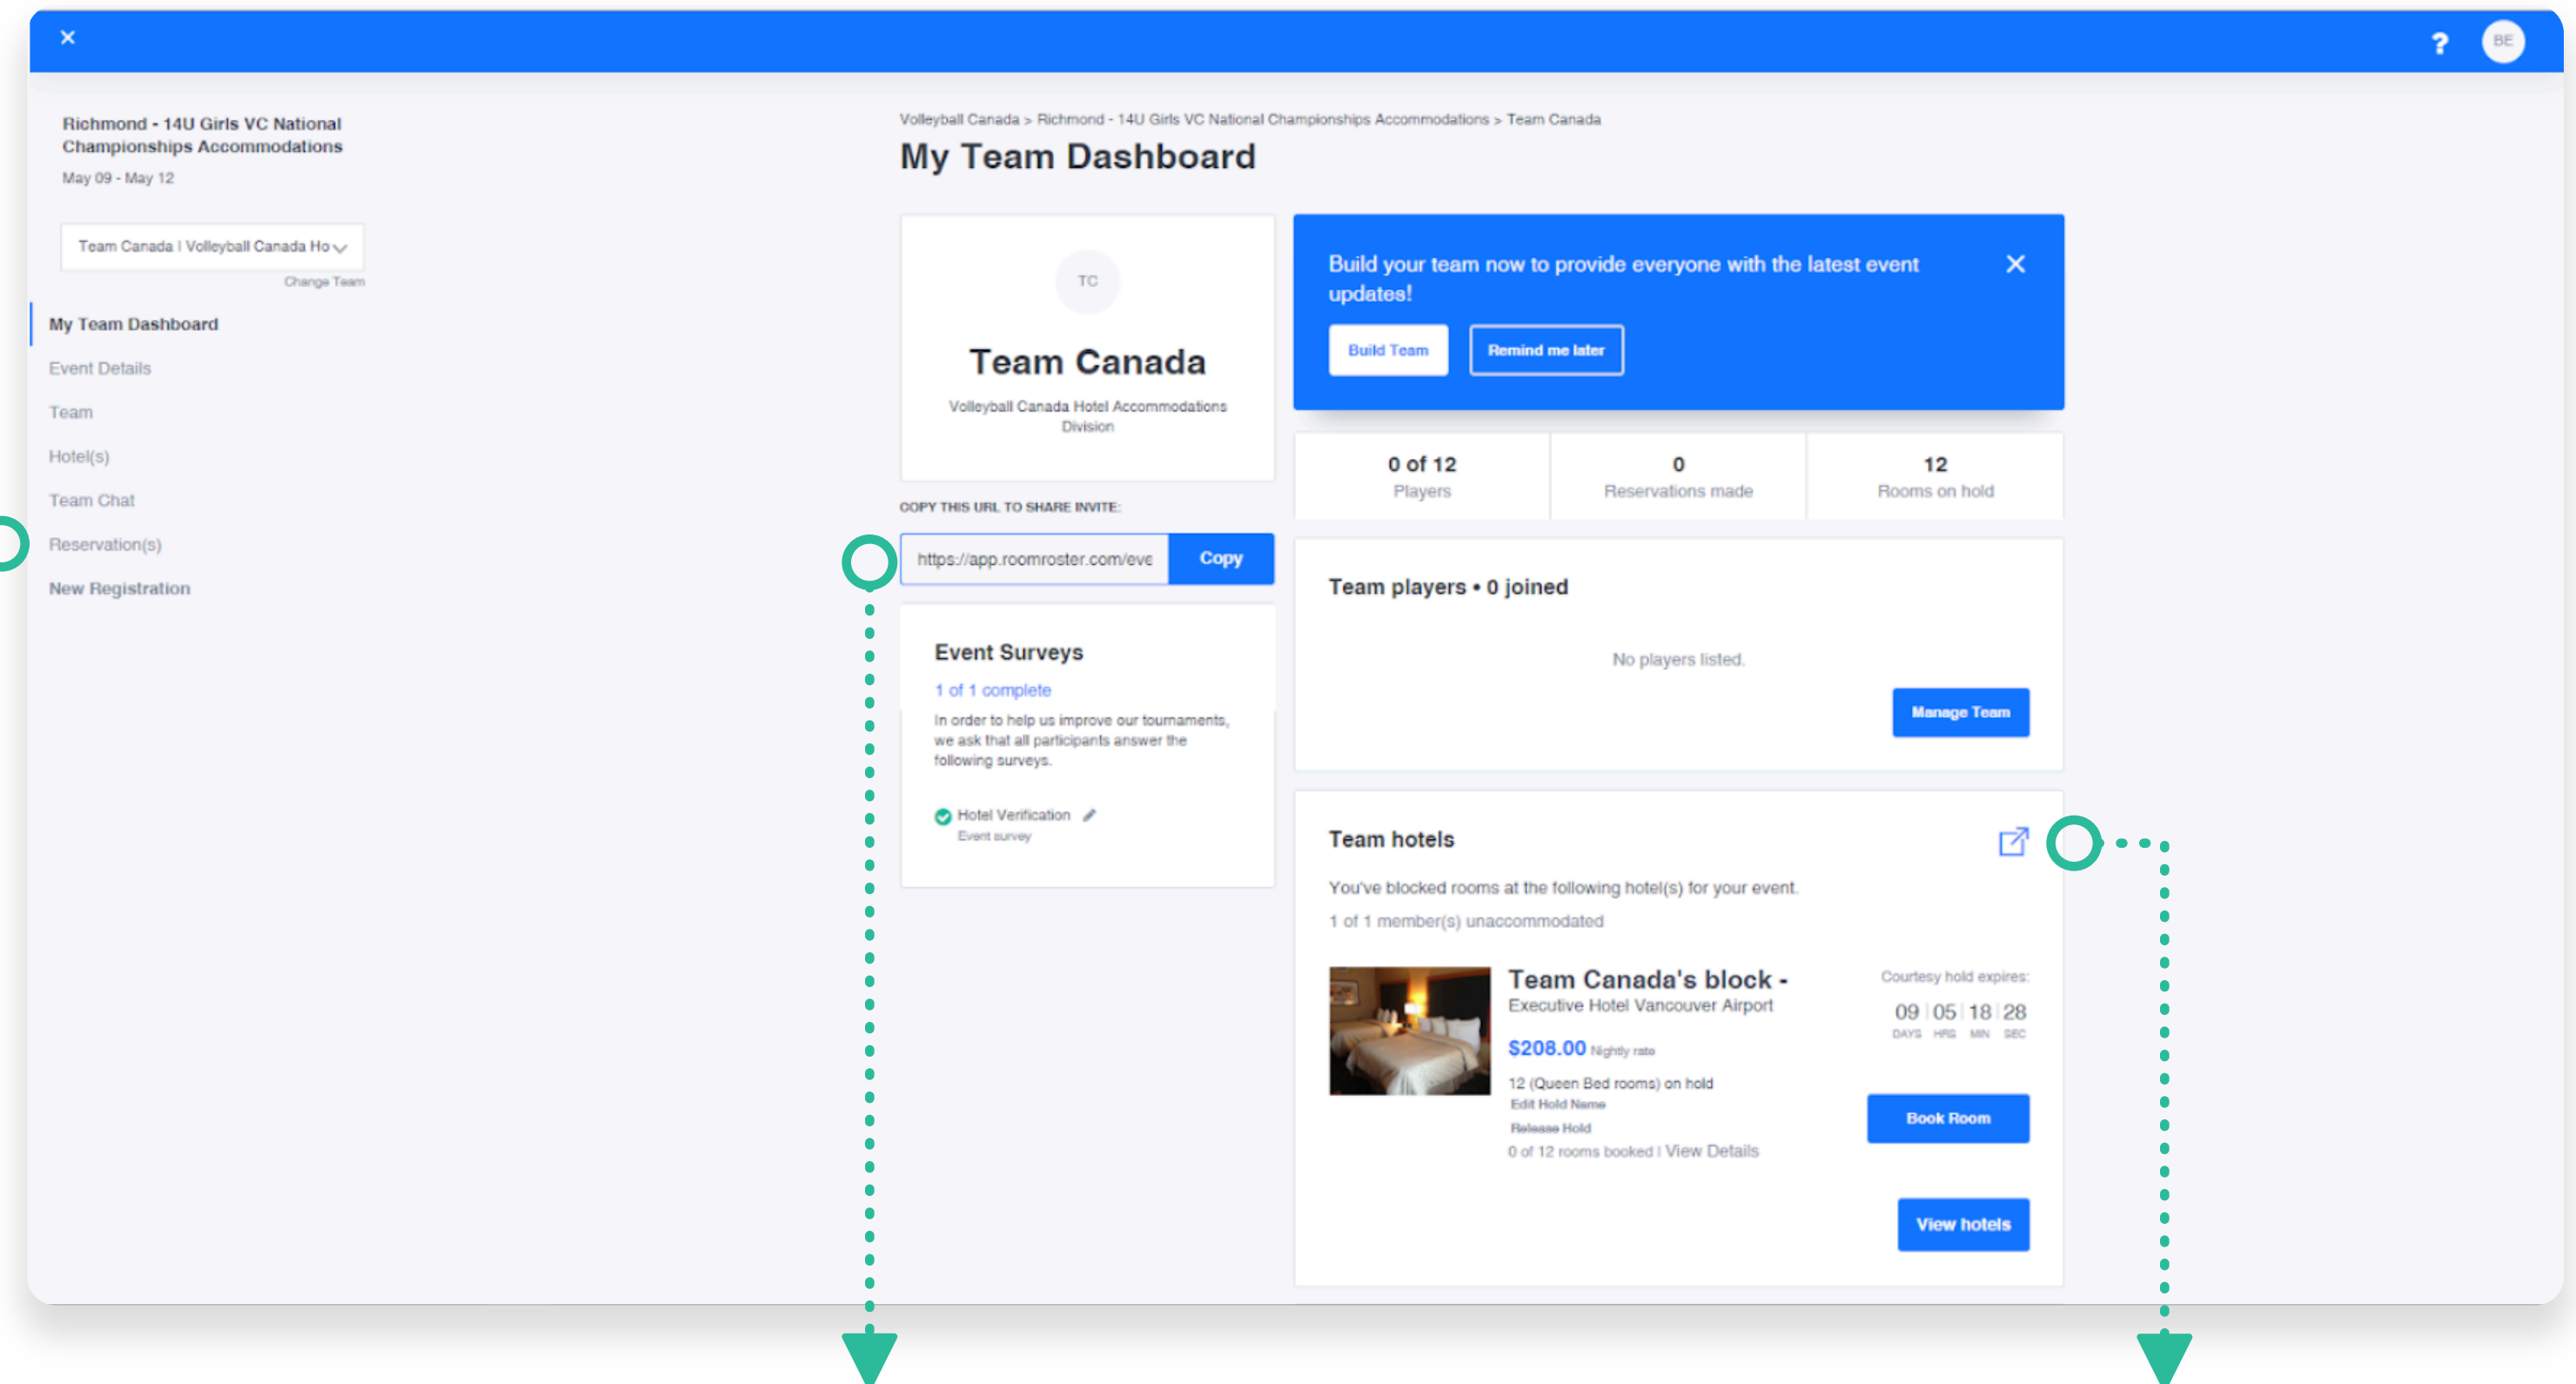 ×
?
BE
Richmond - 14U Girls VC National
Championships Accommodations
May 09 - May 12
Team Canada | Volleyball Canada Ho
Change Team
My Team Dashboard
Event Details
Team
Hotel(s)
Team Chat
Reservation(s)
New Registration
Volleyball Canada > Richmond - 14U Girls VC National Championships Accommodations > Team Canada
My Team Dashboard
TC
Team Canada
Volleyball Canada Hotel Accommodations
Division
COPY THIS URL TO SHARE INVITE:
https://app.roomroster.com/eve
Copy
Event Surveys
1 of 1 complete
In order to help us improve our tournaments,
we ask that all participants answer the
following surveys.
Hotel Verification
Event survey
Build your team now to provide everyone with the latest event
updates!
×
Build Team
Remind me later
0 of 12
Players
0
Reservations made
12
Rooms on hold
Team players • 0 joined
No players listed.
Manage Team
Team hotels
You've blocked rooms at the following hotel(s) for your event.
1 of 1 member(s) unaccommodated
Team Canada's block -
Executive Hotel Vancouver Airport
$208.00 Nightly rate
12 (Queen Bed rooms) on hold
Edit Hold Name
Release Hold
0 of 12 rooms booked | View Details
Courtesy hold expires:
09 | 05 | 18 | 28
DAYS HRS MIN SEC
Book Room
View hotels